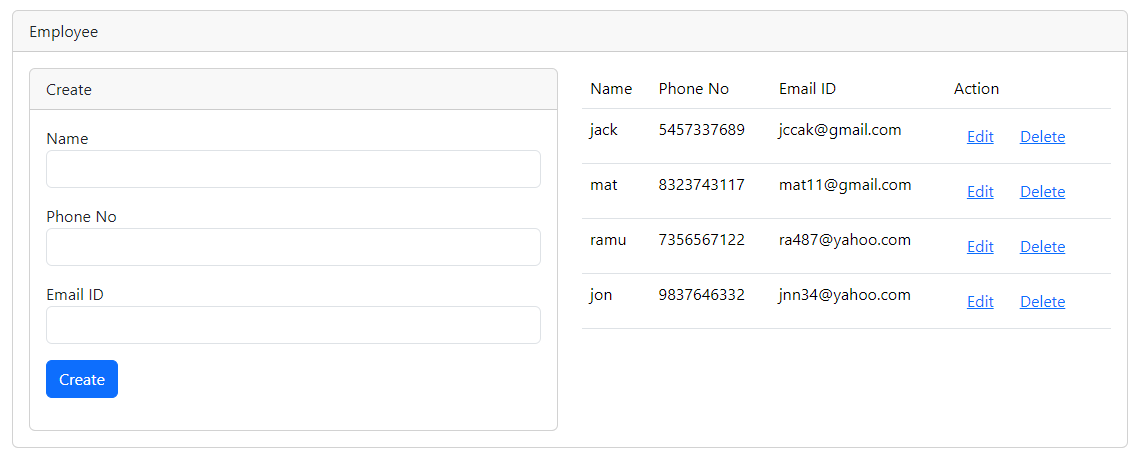 Employee
Create
Name
Phone No
Email ID
Create
Name Phone No Email ID Action
jack 5457337689 jccak@gmail.com Edit Delete
mat 8323743117 mat11@gmail.com Edit Delete
ramu 7356567122 ra487@yahoo.com Edit Delete
jon 9837646332 jnn34@yahoo.com Edit Delete